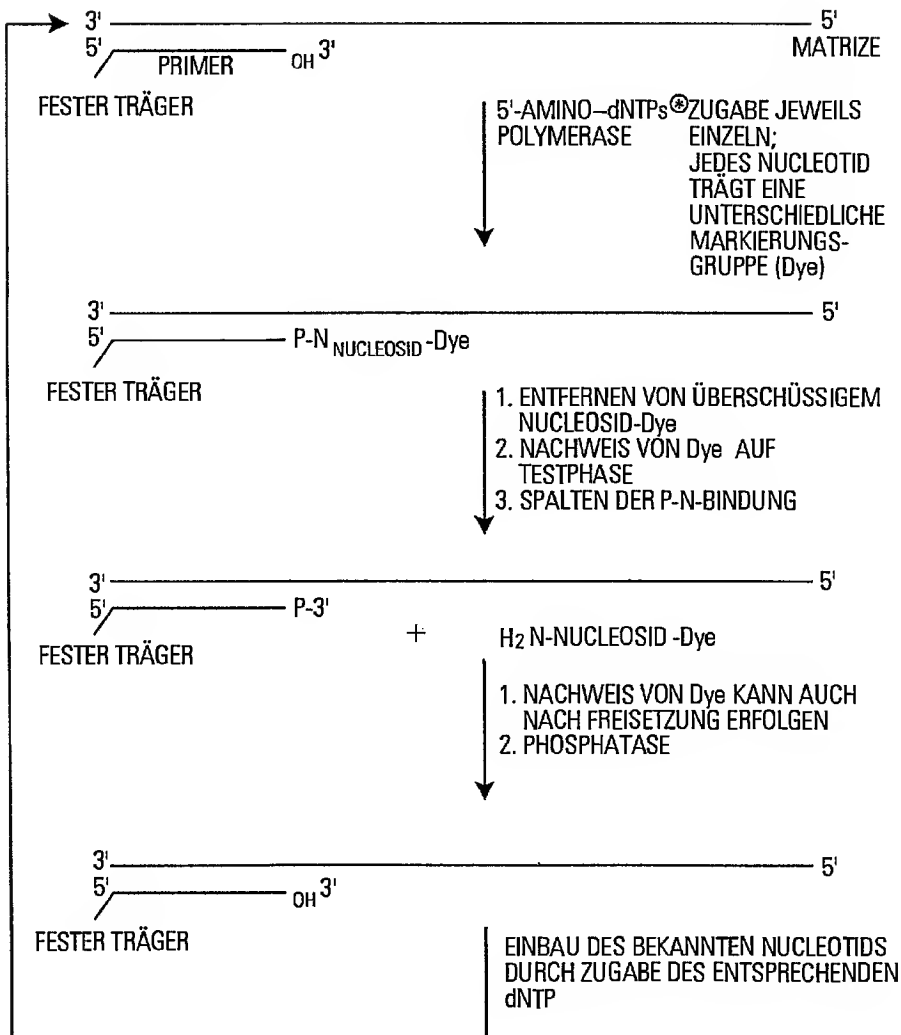 3' 5'
5' PRIMER OH 3' MATRIZE
FESTER TRÄGER
5'-AMINO–dNTPs⊛ ZUGABE JEWEILS
POLYMERASE EINZELN;
JEDES NUCLEOTID
TRÄGT EINE
UNTERSCHIEDLICHE
MARKIERUNGS-
GRUPPE (Dye)
3' 5'
5' P-N NUCLEOSID -Dye
FESTER TRÄGER
1. ENTFERNEN VON ÜBERSCHÜSSIGEM
NUCLEOSID-Dye
2. NACHWEIS VON Dye AUF
TESTPHASE
3. SPALTEN DER P-N-BINDUNG
3' 5'
5' P-3'
FESTER TRÄGER + H2 N-NUCLEOSID -Dye
1. NACHWEIS VON Dye KANN AUCH
NACH FREISETZUNG ERFOLGEN
2. PHOSPHATASE
3' 5'
5' OH 3'
FESTER TRÄGER
EINBAU DES BEKANNTEN NUCLEOTIDS
DURCH ZUGABE DES ENTSPRECHENDEN
dNTP